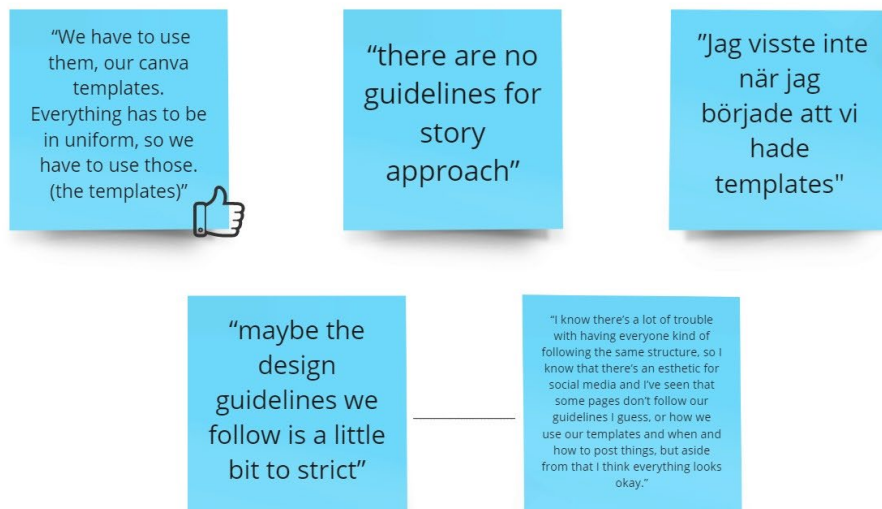 “We have to use
them, our canva
templates.
Everything has to be
in uniform, so we
have to use those.
(the templates)”
“there are no
guidelines for
story
approach”
”Jag visste inte
när jag
började att vi
hade
templates"
“maybe the
design
guidelines we
follow is a little
bit to strict”
“I know there’s a lot of trouble
with having everyone kind of
following the same structure, so I
know that there’s an esthetic for
social media and I’ve seen that
some pages don’t follow our
guidelines I guess, or how we
use our templates and when and
how to post things, but aside
from that I think everything looks
okay.”